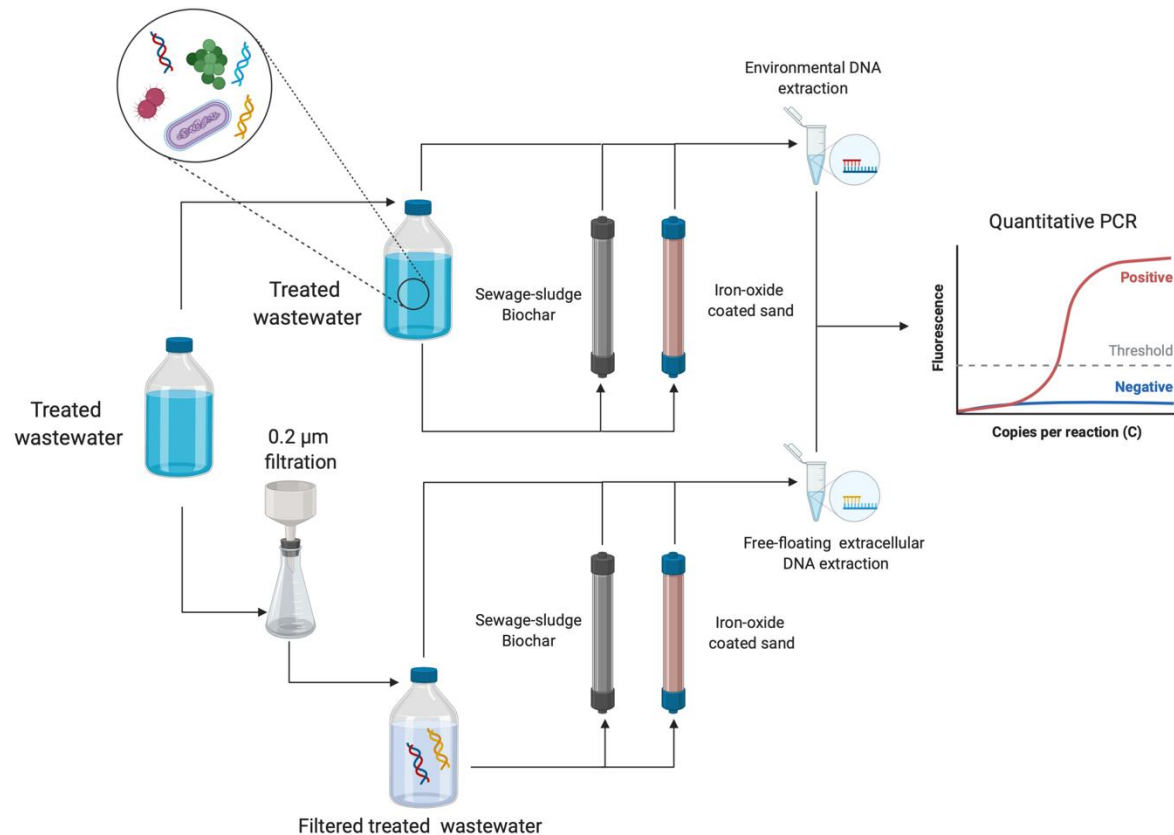 Environmental DNA
extraction
Quantitative PCR
Treated
wastewater
Sewage-sludge
Biochar
Iron-oxide
coated sand
Fluorescence
Positive
Threshold
Negative
Copies per reaction (C)
Treated
wastewater
0.2 µm
filtration
Free-floating extracellular
DNA extraction
Sewage-sludge
Biochar
Iron-oxide
coated sand
Filtered treated wastewater